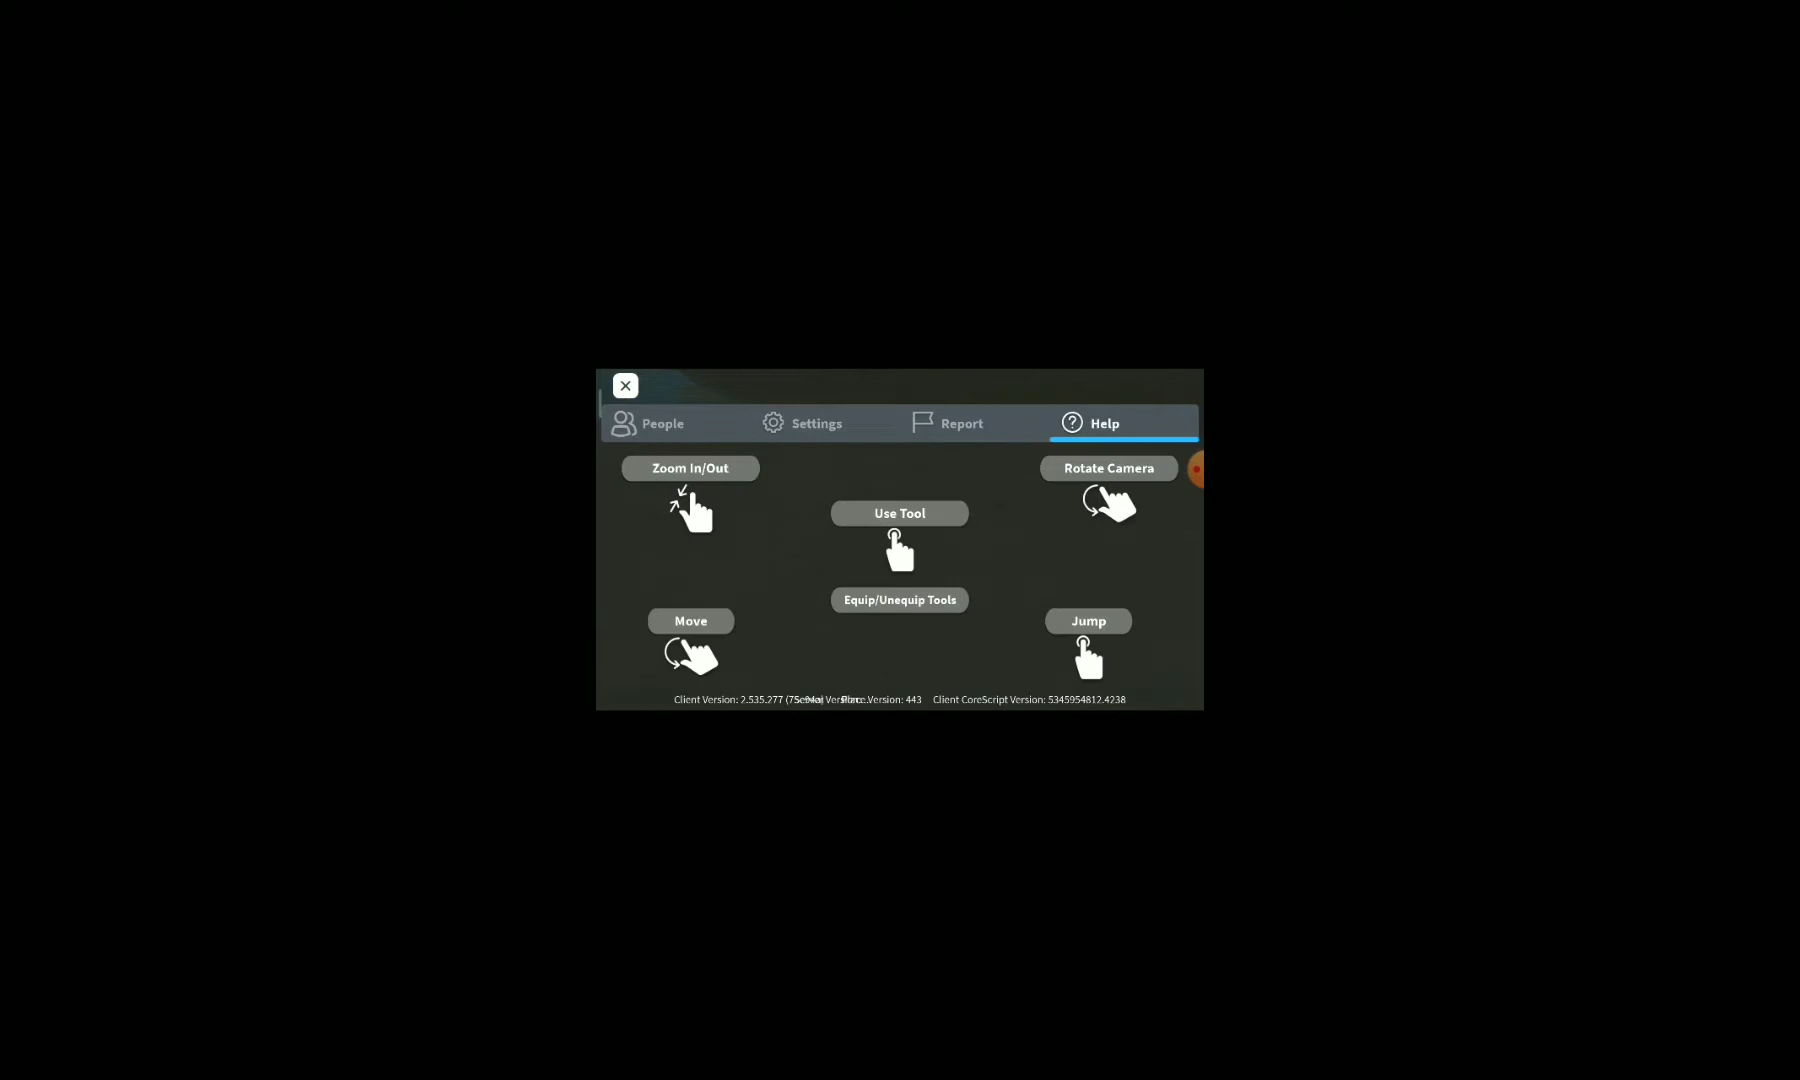 People Settings Report Help
Zoom In/Out Rotate Camera
Use Tool
Equip/Unequip Tools
Move Jump
Client Version: 2.535.277 Version: 443 Client CoreScript Version: 5345954812.4238